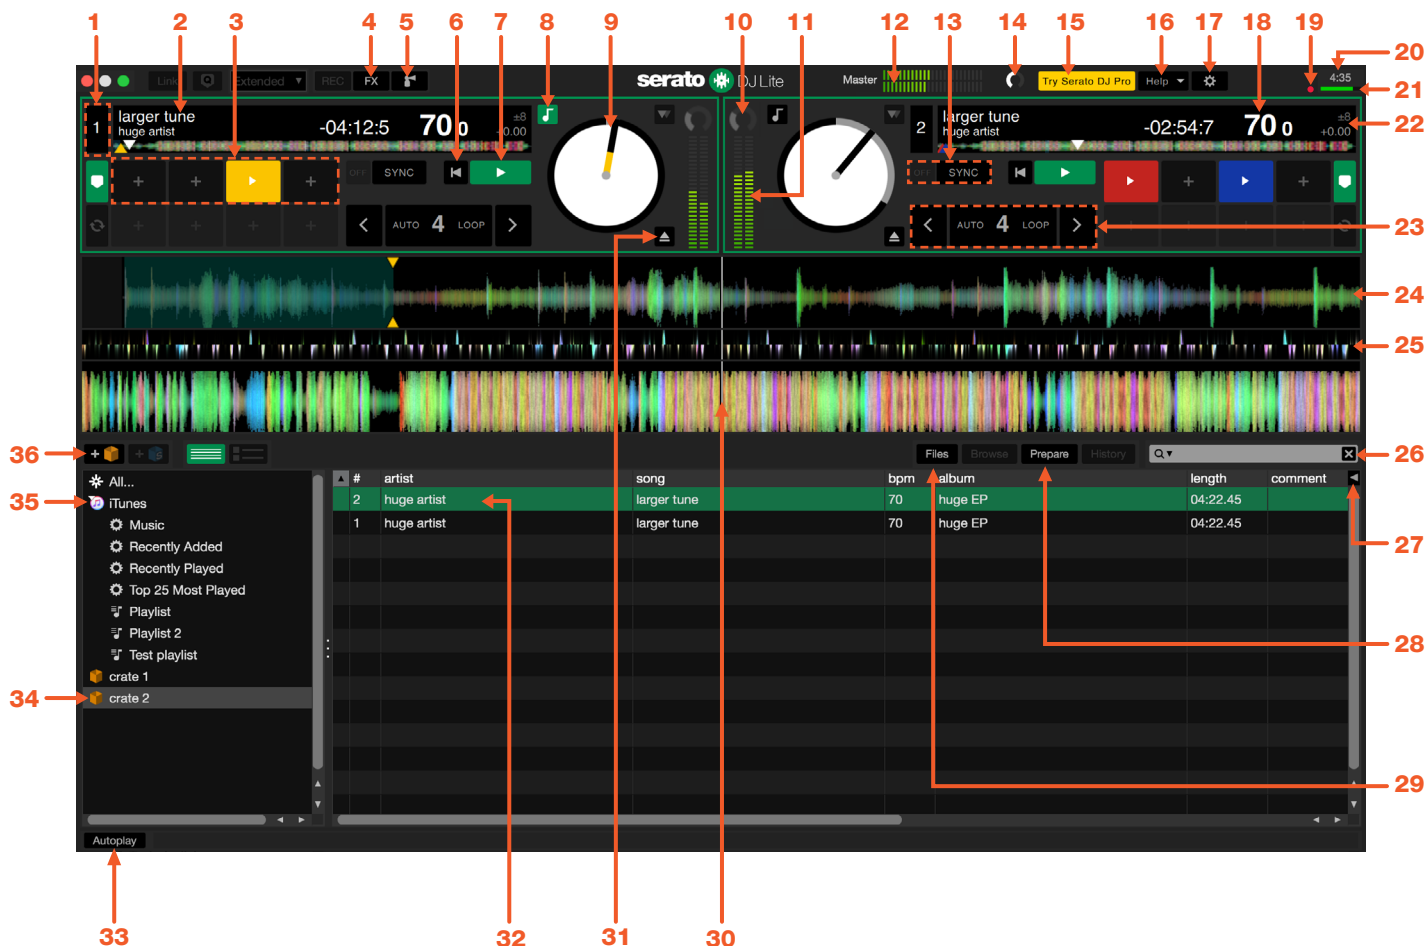 1 2 3 4 5 6 7 8 9 10 11 12 13 14 15 16 17 18 19
20
Link Extended REC FX serato DJ Lite Master Try Serato DJ Pro Help 4:35
21
1 larger tune
huge artist -04:12:5 70 0 ±8 +0.00
2 larger tune
huge artist -02:54:7 70 0 ±8 +0.00
22
OFF SYNC OFF SYNC
AUTO 4 LOOP AUTO 4 LOOP
23
24
25
36 Files Browse Prepare History 26
All...
35 iTunes
Music
Recently Added
Recently Played
Top 25 Most Played
Playlist
Playlist 2
Test playlist
crate 1
34 crate 2
# artist song bpm album length comment
2 huge artist larger tune 70 huge EP 04:22.45
1 huge artist larger tune 70 huge EP 04:22.45
27
28
29
Autoplay
33 32 31 30